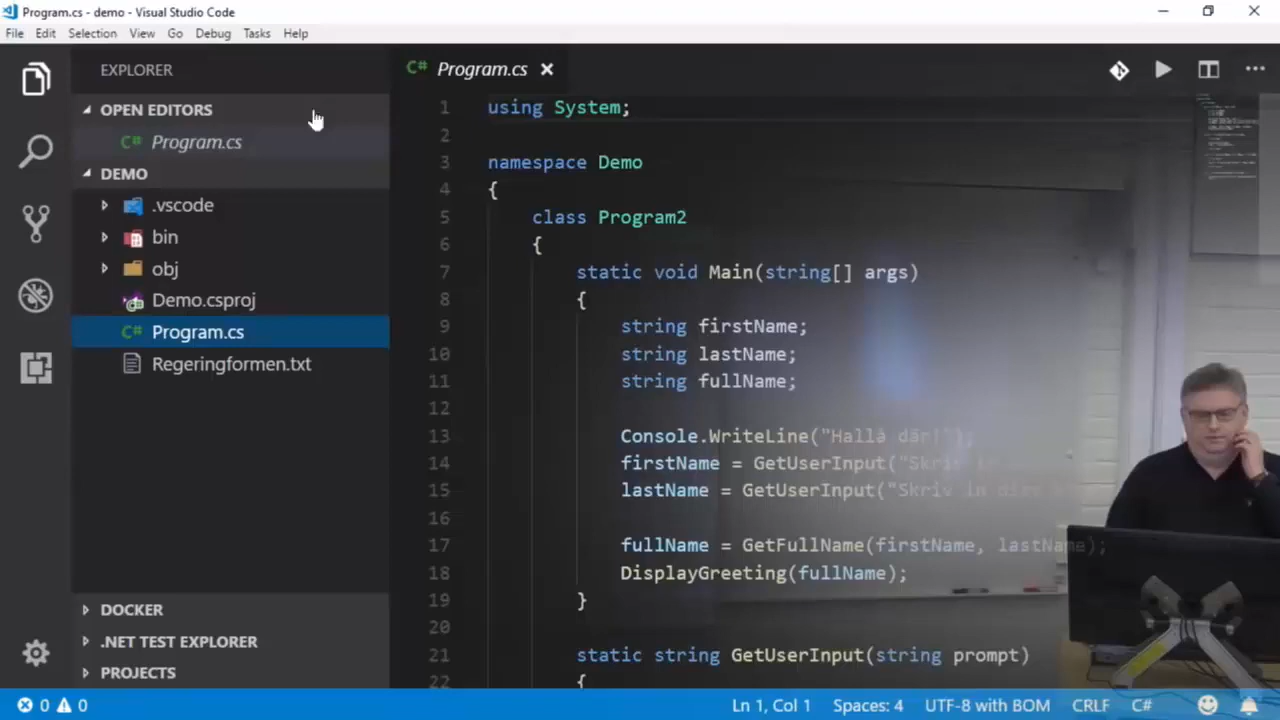 Program.cs - demo - Visual Studio Code
File Edit Selection View Go Debug Tasks Help
EXPLORER
OPEN EDITORS
C# Program.cs
DEMO
.vscode
bin
obj
Demo.csproj
C# Program.cs
Regeringformen.txt
DOCKER
.NET TEST EXPLORER
PROJECTS
C# Program.cs
1 using System;
2
3 namespace Demo
4 {
5 class Program2
6 {
7 static void Main(string[] args)
8 {
9 string firstName;
10 string lastName;
11 string fullName;
12
13 Console.WriteLine("Hallå där!");
14 firstName = GetUserInput("Skriv in
15 lastName = GetUserInput("Skriv in
16
17 fullName = GetFullName(firstName, lastName);
18 DisplayGreeting(fullName);
19 }
20
21 static string GetUserInput(string prompt)
22 {
0 0 Ln 1, Col 1 Spaces: 4 UTF-8 with BOM CRLF C#